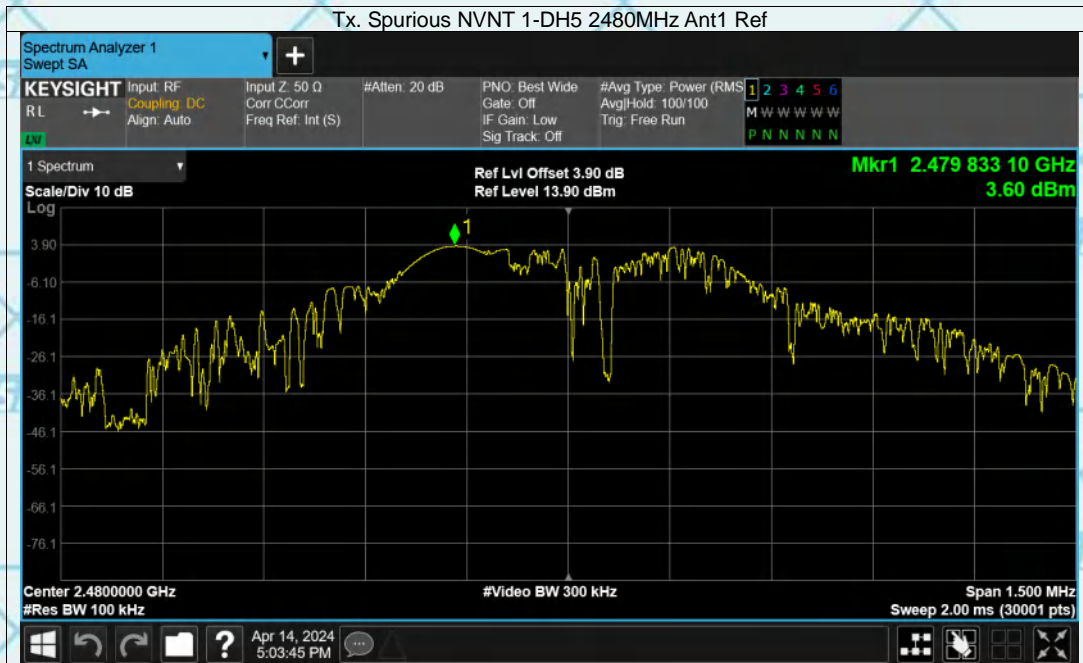 Tx. Spurious NVNT 1-DH5 2480MHz Ant1 Ref
Spectrum Analyzer 1
Swept SA
+
KEYSIGHT
RL
LXI
Input: RF
Coupling: DC
Align: Auto
Input Z: 50 Ω
Corr CCorr
Freq Ref: Int (S)
#Atten: 20 dB
PNO: Best Wide
Gate: Off
IF Gain: Low
Sig Track: Off
#Avg Type: Power (RMS
Avg|Hold: 100/100
Trig: Free Run
1 2 3 4 5 6
M W W W W W
P N N N N N
1 Spectrum
Scale/Div 10 dB
Log
Ref Lvl Offset 3.90 dB
Ref Level 13.90 dBm
Mkr1 2.479 833 10 GHz
3.60 dBm
1
3.90
-6.10
-16.1
-26.1
-36.1
-46.1
-56.1
-66.1
-76.1
Center 2.4800000 GHz
#Res BW 100 kHz
#Video BW 300 kHz
Span 1.500 MHz
Sweep 2.00 ms (30001 pts)
?
Apr 14, 2024
5:03:45 PM